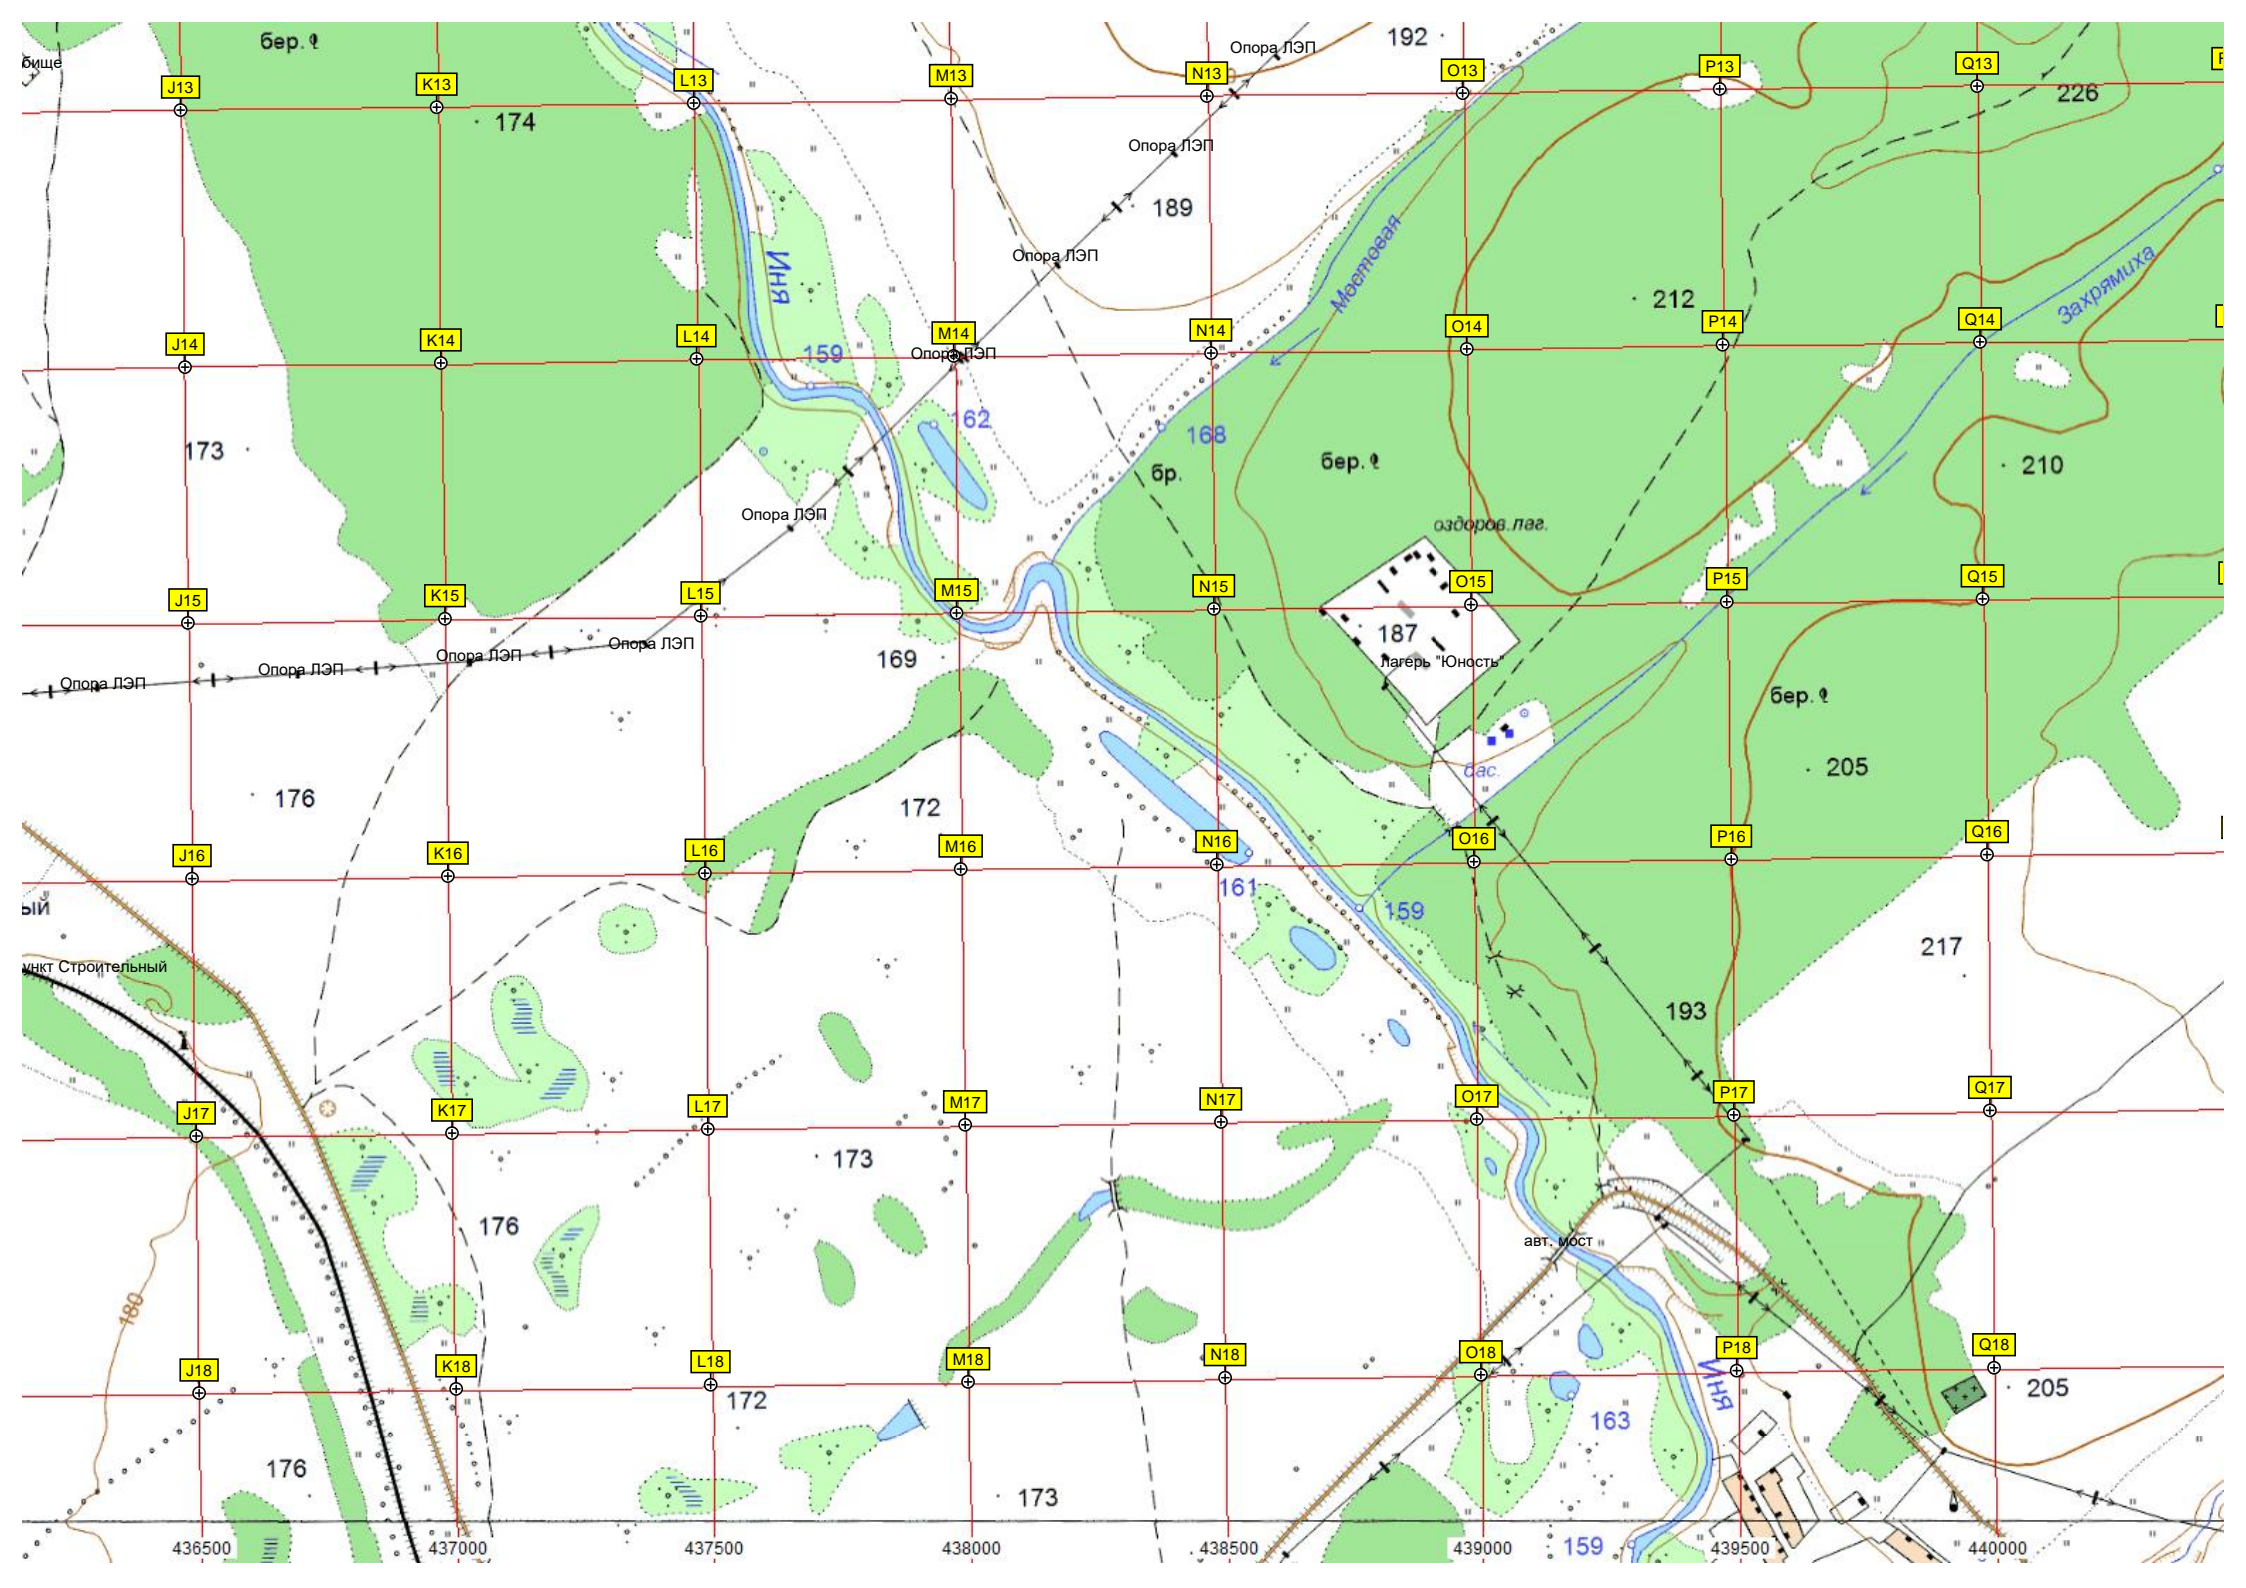 192
Опора ЛЭП
бер.
бище
O13
P13
Q13
N13
M13
L13
K13
J13
226
174
Опора ЛЭП
189
Мостовая
Опора ЛЭП
Иня
Захрямиха
212
Q14
P14
O14
N14
M14
L14
K14
J14
159
Опора ЛЭП
162
168
173
бр.
бер.
210
оздоров.лаг.
Опора ЛЭП
Q15
P15
O15
N15
M15
L15
K15
J15
187
лагерь "Юность"
169
Опора ЛЭП
Опора ЛЭП
Опора ЛЭП
Опора ЛЭП
бер.
205
бас.
176
172
Q16
P16
O16
N16
M16
L16
K16
J16
161
159
ый
217
ункт Строительный
193
Q17
P17
O17
N17
M17
L17
K17
J17
173
176
авт. мост
180
Q18
P18
O18
N18
M18
L18
K18
J18
Иня
205
172
163
176
173
159
436500
437000
437500
438000
438500
439000
439500
440000